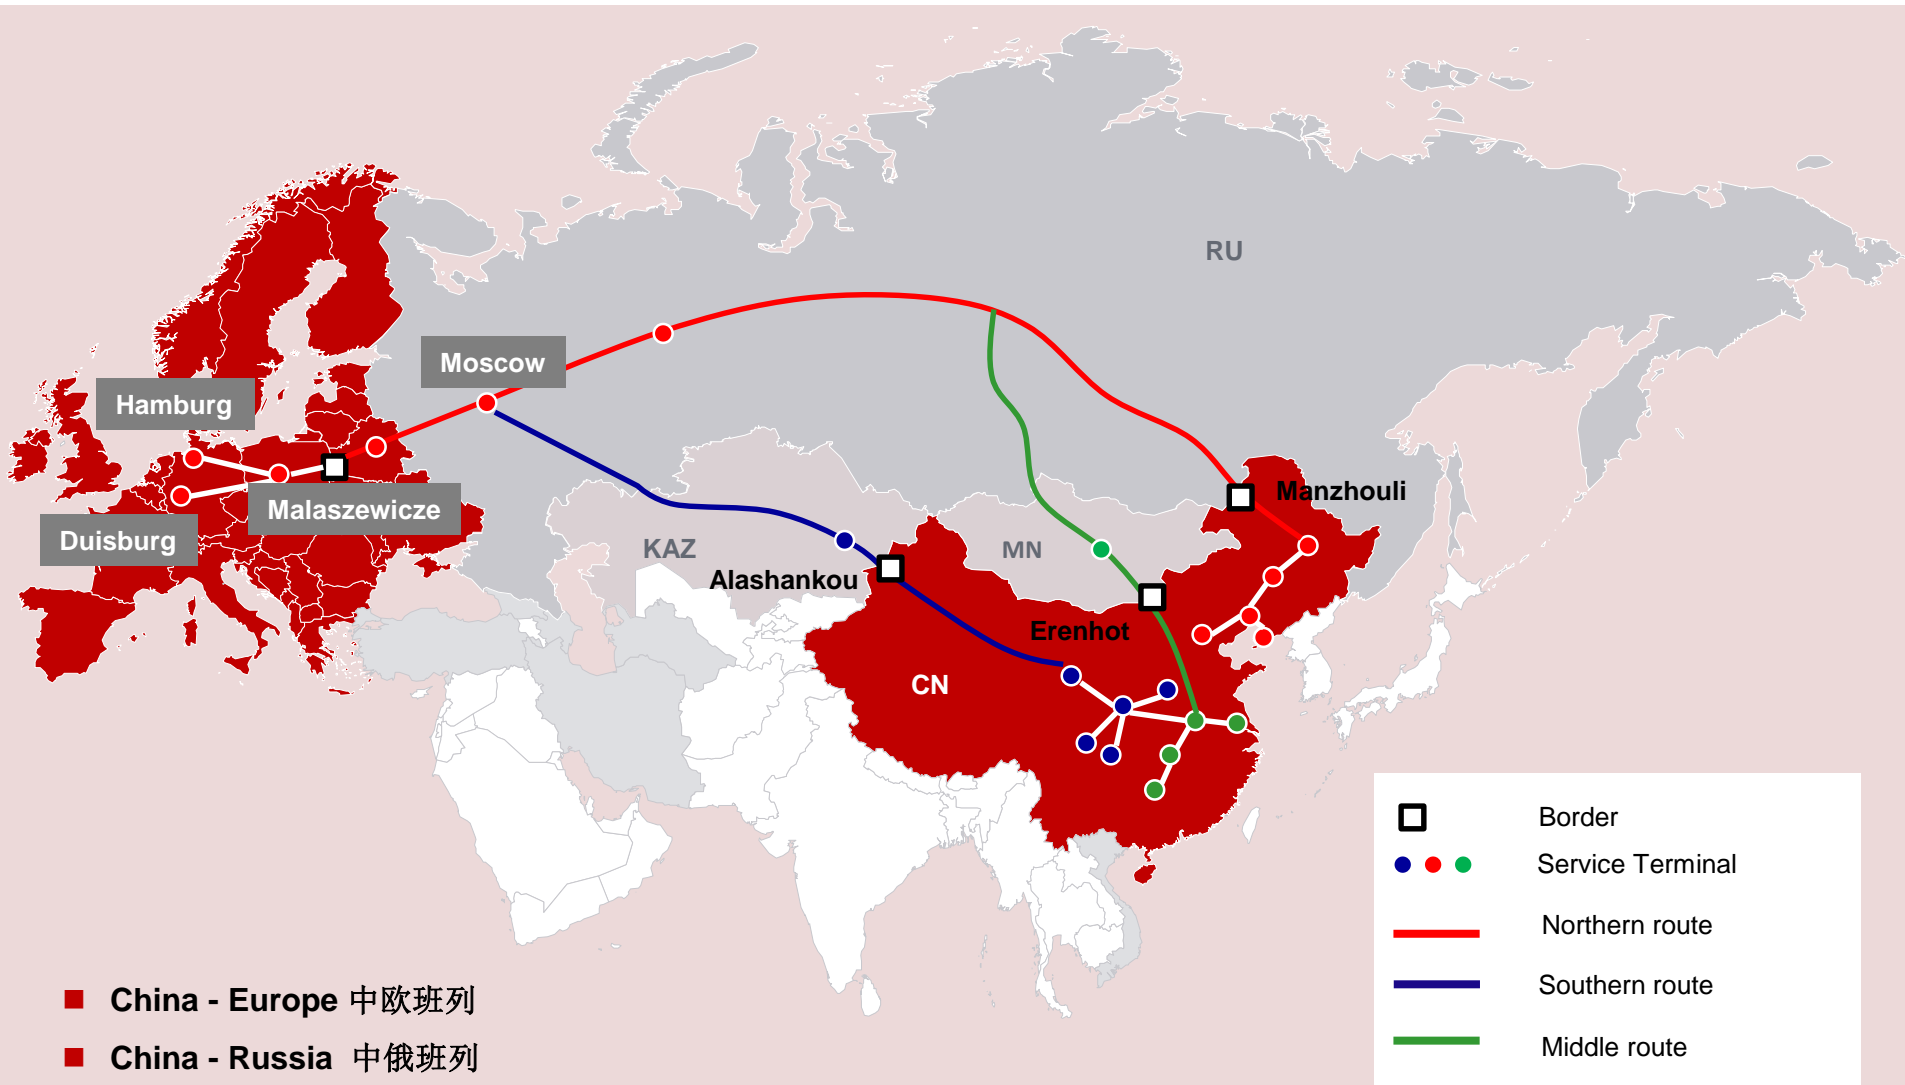 RU
Moscow
Hamburg
Manzhouli
Malaszewicze
Duisburg
KAZ
MN
Alashankou
Erenhot
CN
Border
Service Terminal
Northern route
Southern route
Middle route
China - Europe 中欧班列
China - Russia 中俄班列